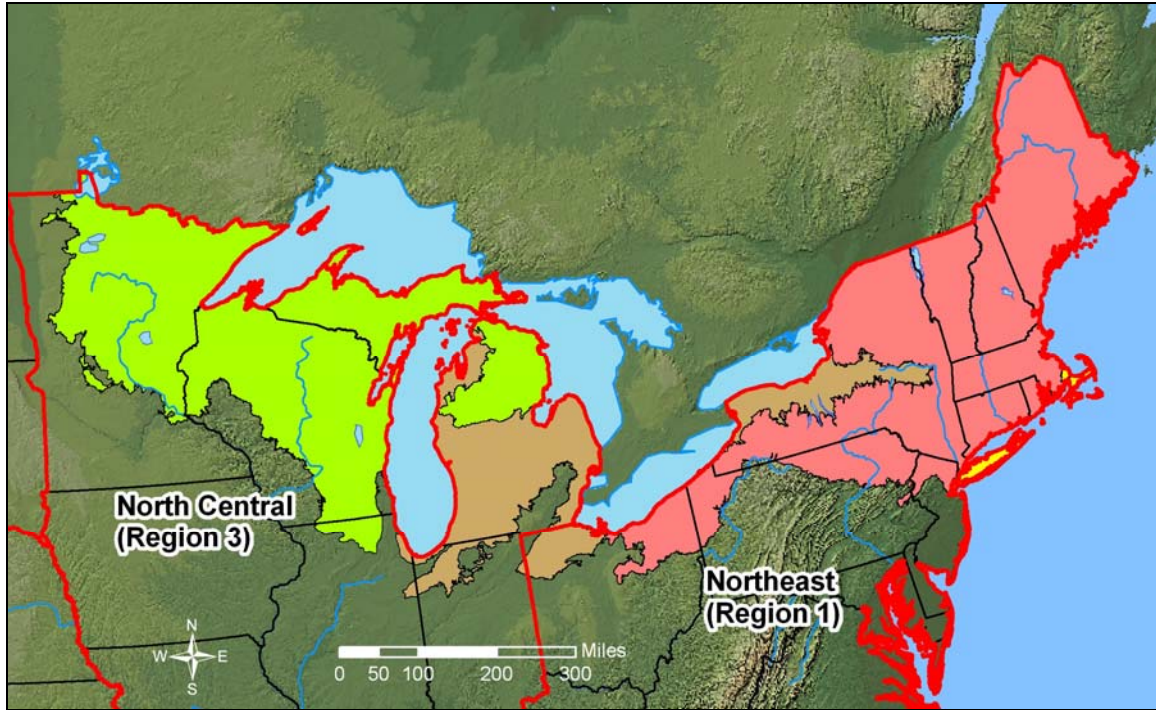 North Central
(Region 3)
Northeast
(Region 1)
N
W E
S
Miles
0 50 100 200 300